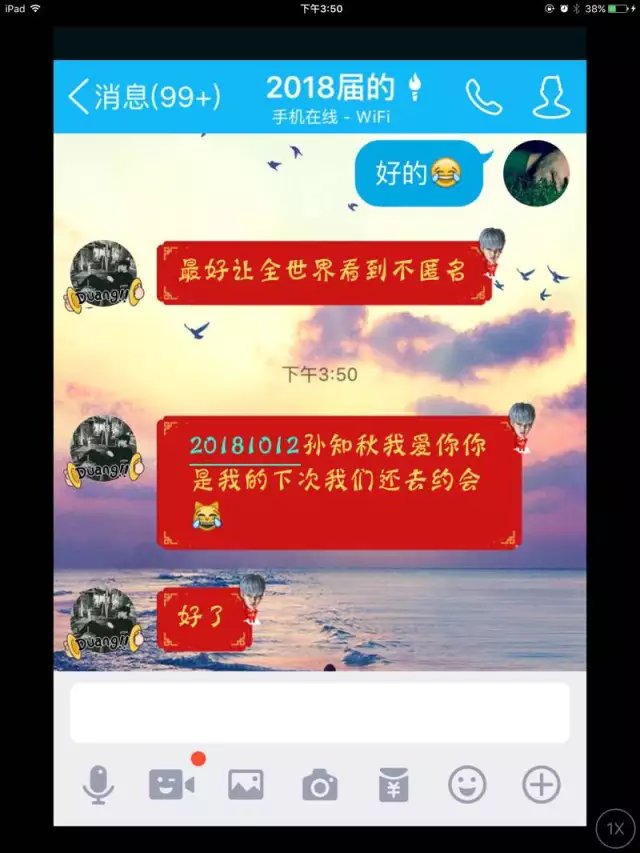 iPad
下午3:50
38%
消息(99+)
2018届的
手机在线 - WiFi
好的😂
最好让全世界看到不匿名
Duang!!
下午3:50
20181012孙知秋我爱你你
是我的下次我们还去约会
😹
Duang!!
好了
Duang!!
¥
1X